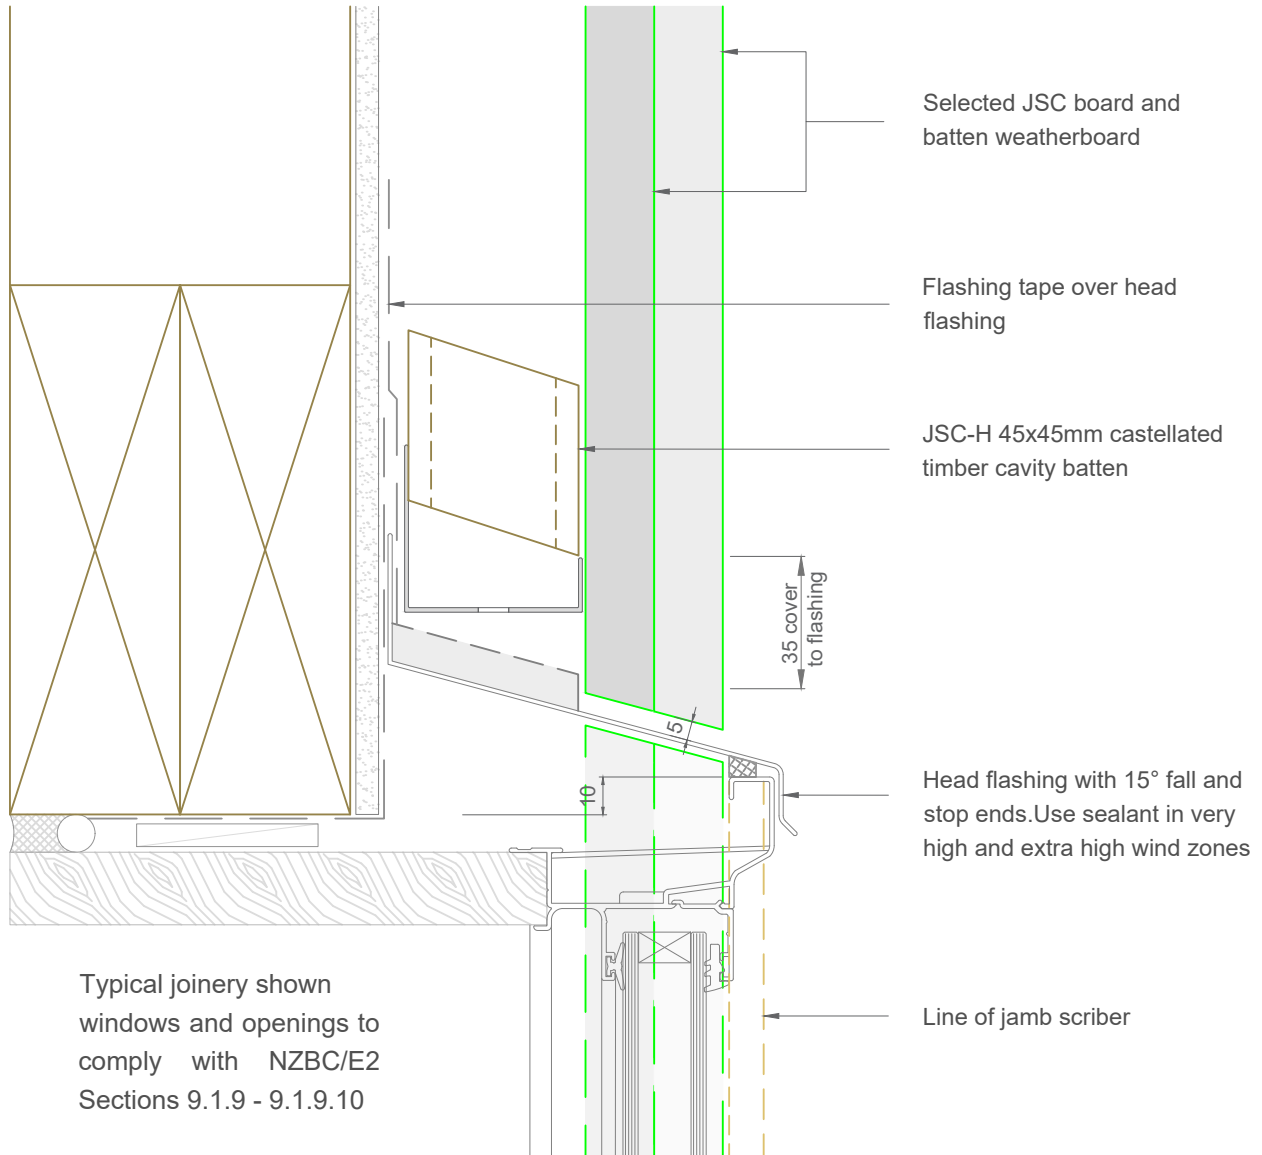 Selected JSC board and
batten weatherboard
Flashing tape over head
flashing
JSC-H 45x45mm castellated
timber cavity batten
35 cover
to flashing
5
10
Head flashing with 15° fall and
stop ends.Use sealant in very
high and extra high wind zones
Line of jamb scriber
Typical joinery shown
windows and openings to
comply with NZBC/E2
Sections 9.1.9 - 9.1.9.10